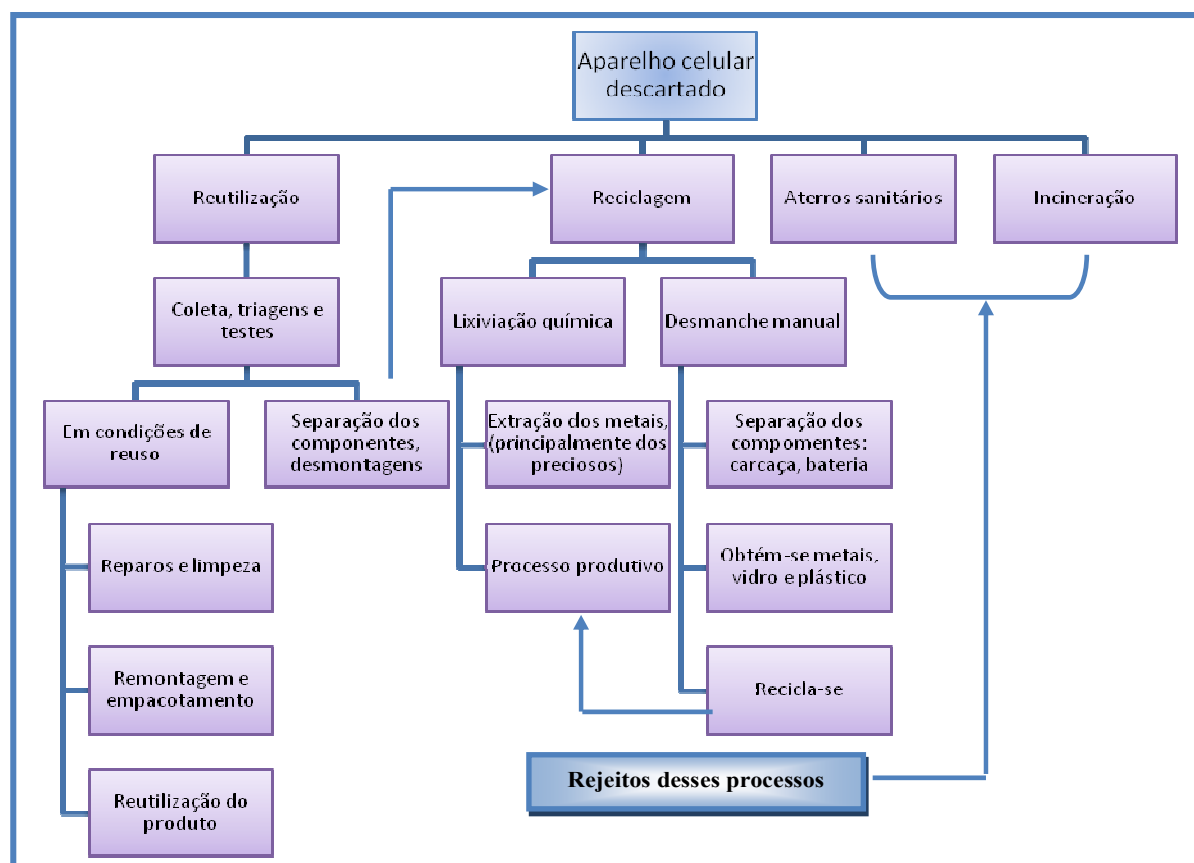 Aparelho celular
descartado
Reutilização
Reciclagem
Aterros sanitários
Incineração
Coleta, triagens e
testes
Lixiviação química
Desmanche manual
Em condições de
reuso
Separação dos
componentes,
desmontagens
Extração dos metais,
(principalmente dos
preciosos)
Separação dos
compomentes:
carcaça, bateria
Reparos e limpeza
Processo produtivo
Obtém-se metais,
vidro e plástico
Remontagem e
empacotamento
Recicla-se
Rejeitos desses processos
Reutilização do
produto